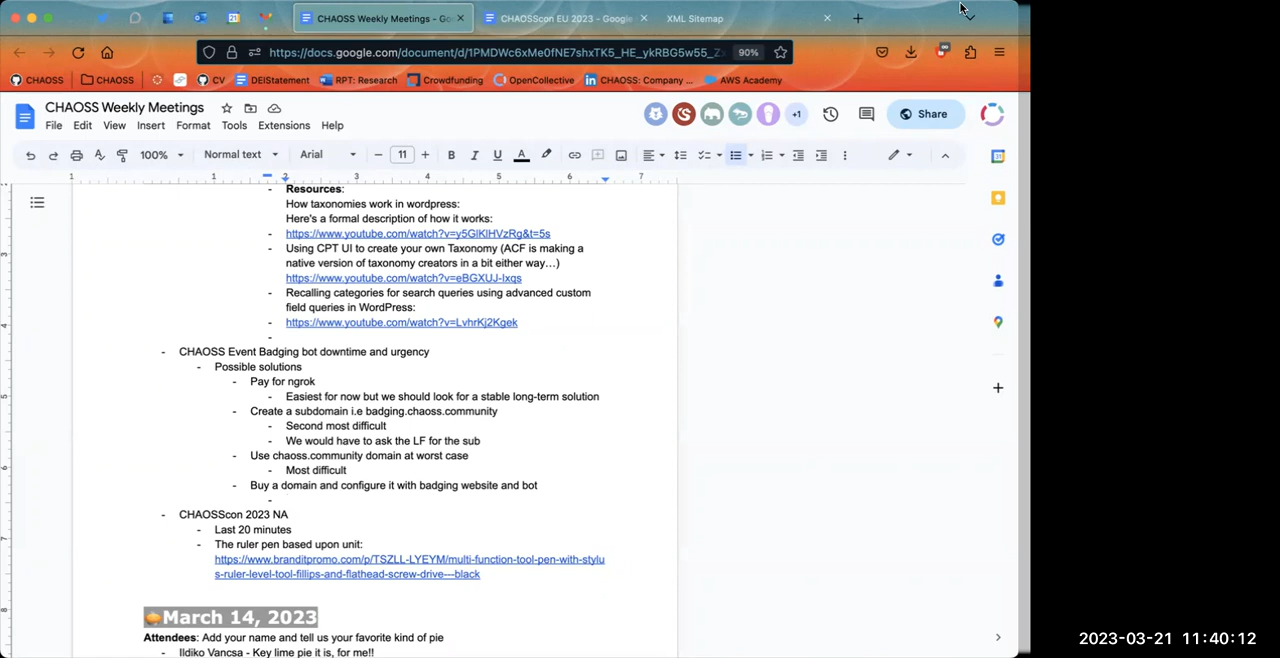 CHAOSS Weekly Meetings - Go
CHAOSScon EU 2023 - Google
XML Sitemap
https://docs.google.com/document/d/1PMDWc6xMe0fNE7shxTK5_HE_ykRBG5w55_Z
90%
CHAOSS
CHAOSS
CV
DEIStatement
RPT: Research
Crowdfunding
OpenCollective
CHAOSS: Company ...
AWS Academy
CHAOSS Weekly Meetings
File Edit View Insert Format Tools Extensions Help
+1
Share
100% Normal text Arial 11 B I U A
1 1 2 3 4 5 6 7
- Resources:
How taxonomies work in wordpress:
Here's a formal description of how it works:
- https://www.youtube.com/watch?v=y5GlKlHVzRg&t=5s
- Using CPT UI to create your own Taxonomy (ACF is making a
native version of taxonomy creators in a bit either way…)
https://www.youtube.com/watch?v=eBGXUJ-Ixqs
- Recalling categories for search queries using advanced custom
field queries in WordPress:
- https://www.youtube.com/watch?v=LvhrKj2Kgek
-
- CHAOSS Event Badging bot downtime and urgency
- Possible solutions
- Pay for ngrok
- Easiest for now but we should look for a stable long-term solution
- Create a subdomain i.e badging.chaoss.community
- Second most difficult
- We would have to ask the LF for the sub
- Use chaoss.community domain at worst case
- Most difficult
- Buy a domain and configure it with badging website and bot
-
- CHAOSScon 2023 NA
- Last 20 minutes
- The ruler pen based upon unit:
https://www.branditpromo.com/p/TSZLL-LYEYM/multi-function-tool-pen-with-stylu
s-ruler-level-tool-fillips-and-flathead-screw-drive---black
March 14, 2023
Attendees: Add your name and tell us your favorite kind of pie
- Ildiko Vancsa - Key lime pie it is, for me!!
2023-03-21 11:40:12